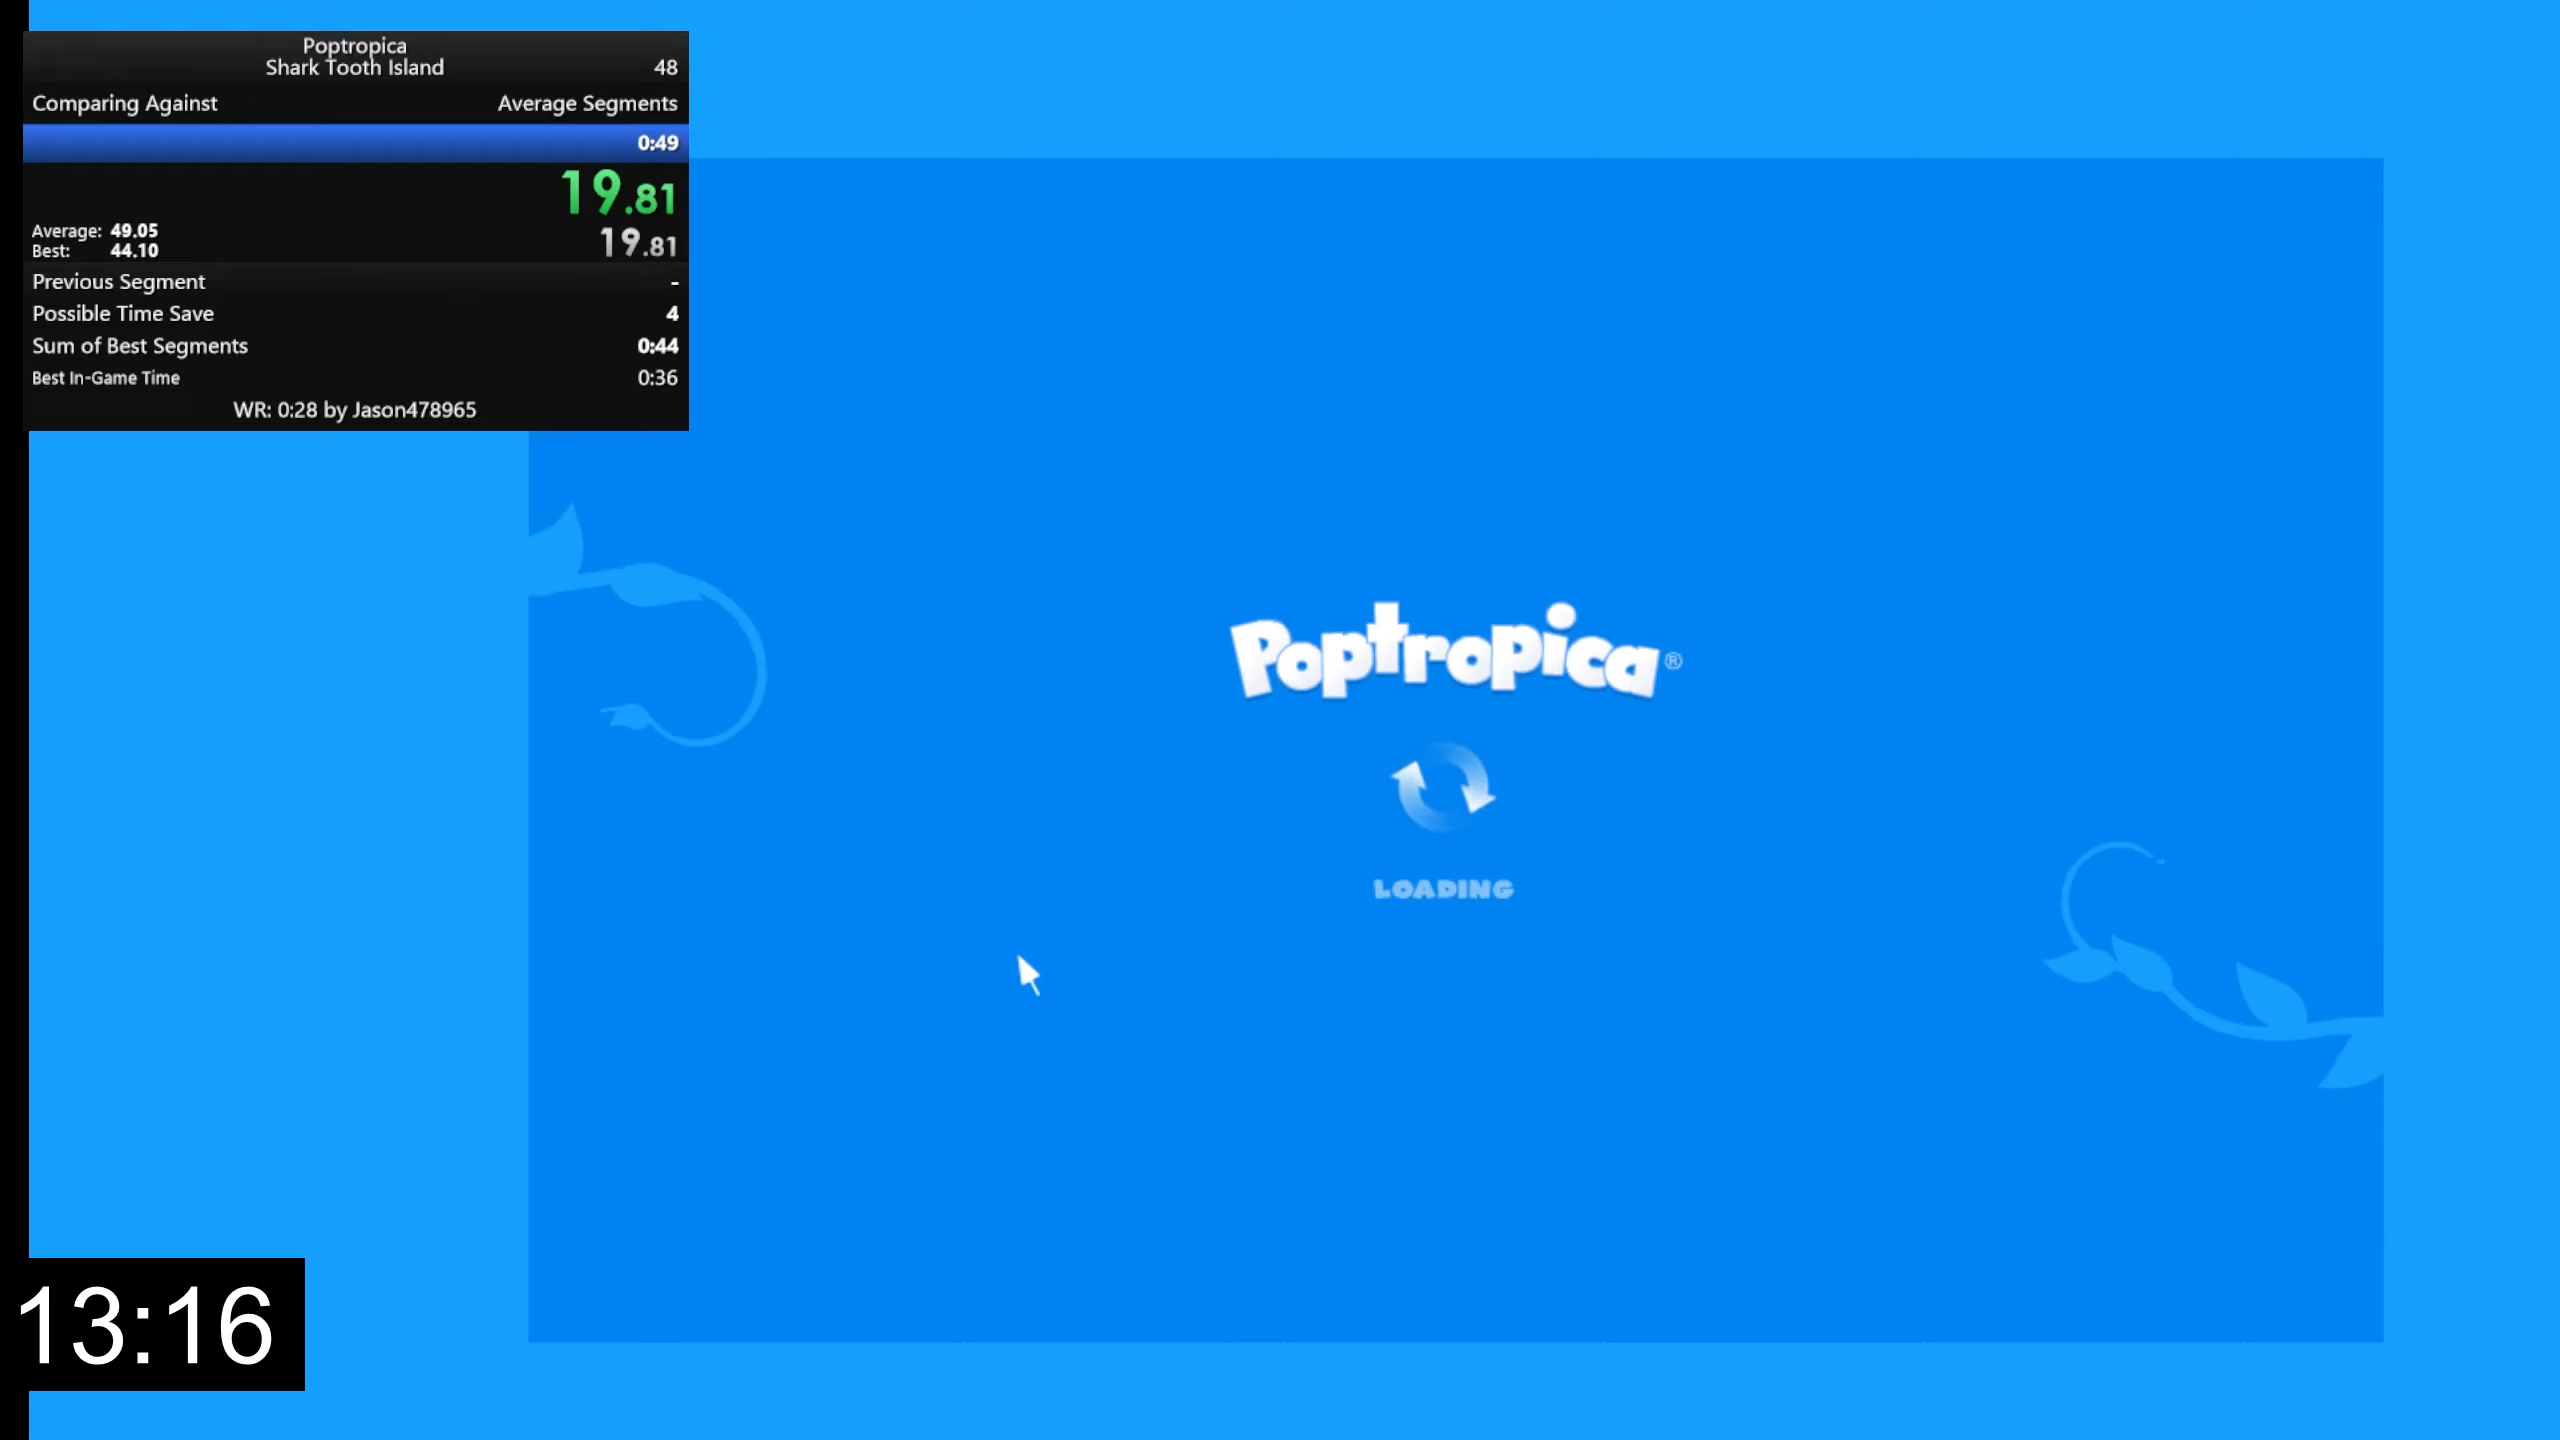 Poptropica
Shark Tooth Island 48
Comparing Against Average Segments
0:49
19.81
Average: 49.05
Best: 44.10
19.81
Previous Segment -
Possible Time Save 4
Sum of Best Segments 0:44
Best In-Game Time 0:36
WR: 0:28 by Jason478965
Poptropica®
LOADING
13:16